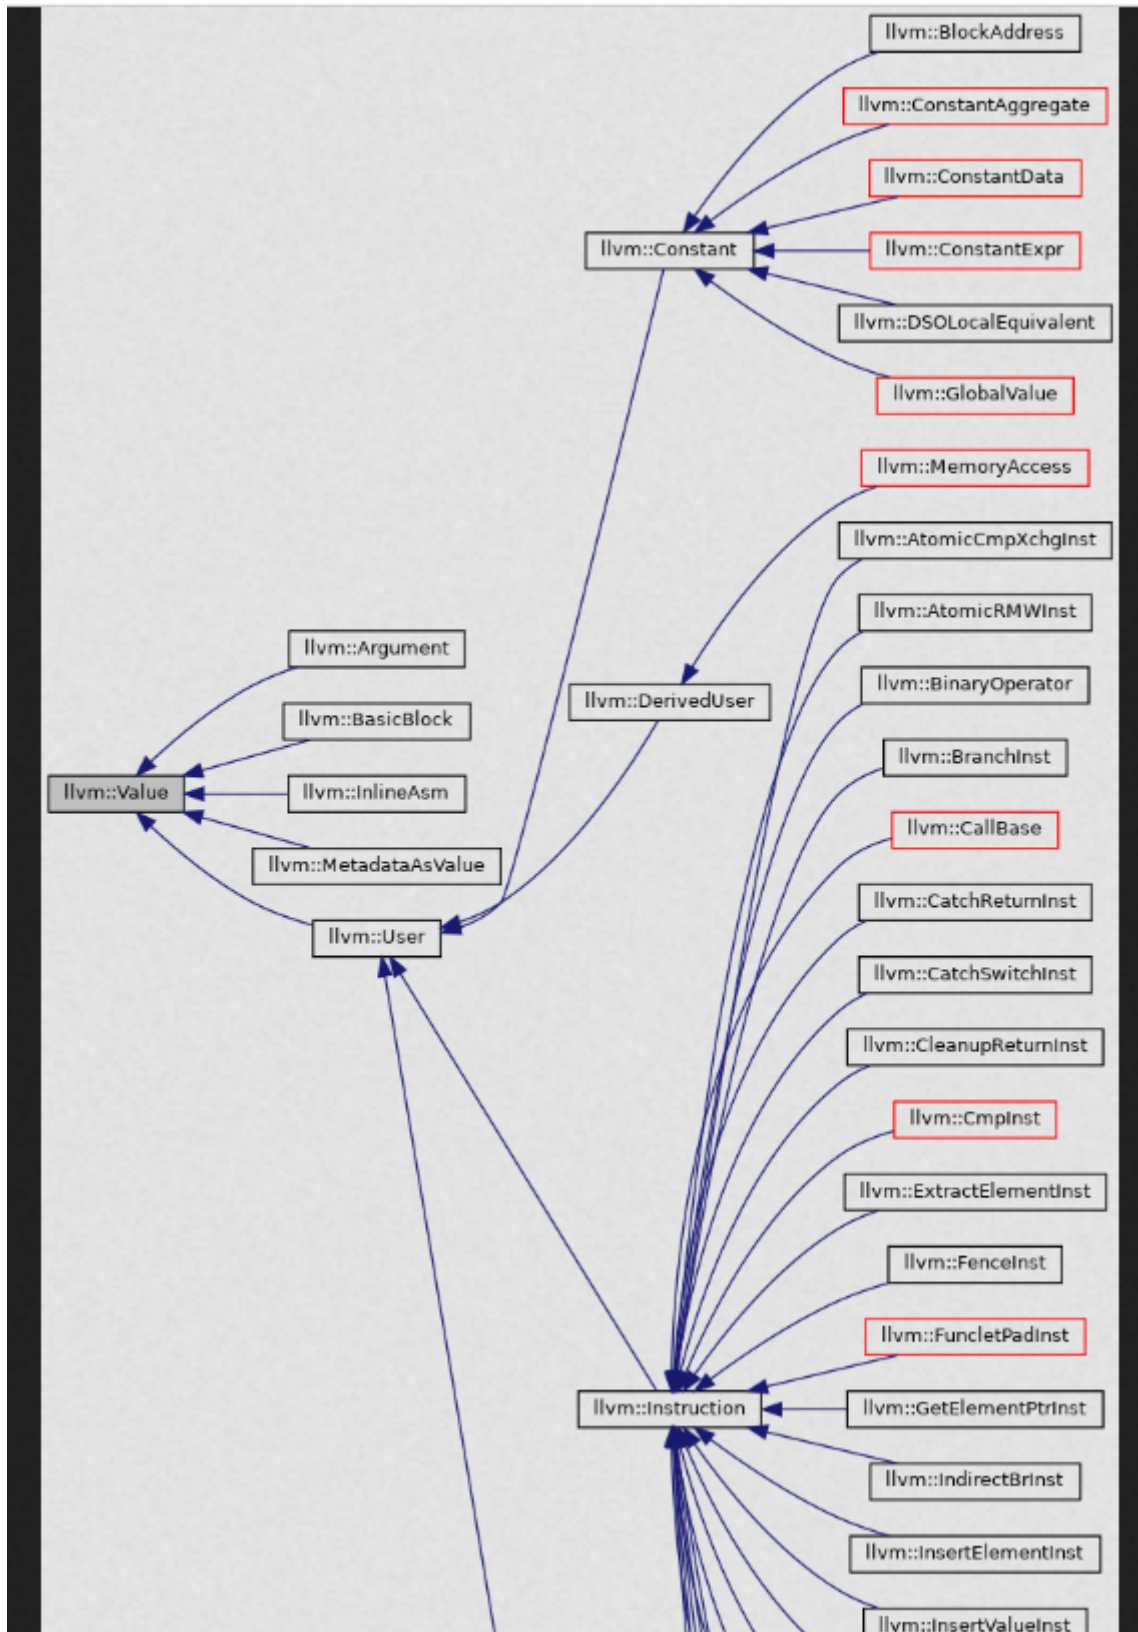 llvm::BlockAddress
llvm::ConstantAggregate
llvm::ConstantData
llvm::Constant
llvm::ConstantExpr
llvm::DSOLocalEquivalent
llvm::GlobalValue
llvm::MemoryAccess
llvm::AtomicCmpXchgInst
llvm::AtomicRMWInst
llvm::Argument
llvm::BinaryOperator
llvm::DerivedUser
llvm::BasicBlock
llvm::BranchInst
llvm::Value
llvm::InlineAsm
llvm::CallBase
llvm::MetadataAsValue
llvm::CatchReturnInst
llvm::User
llvm::CatchSwitchInst
llvm::CleanupReturnInst
llvm::CmpInst
llvm::ExtractElementInst
llvm::FenceInst
llvm::FuncletPadInst
llvm::Instruction
llvm::GetElementPtrInst
llvm::IndirectBrInst
llvm::InsertElementInst
llvm::InsertValueInst